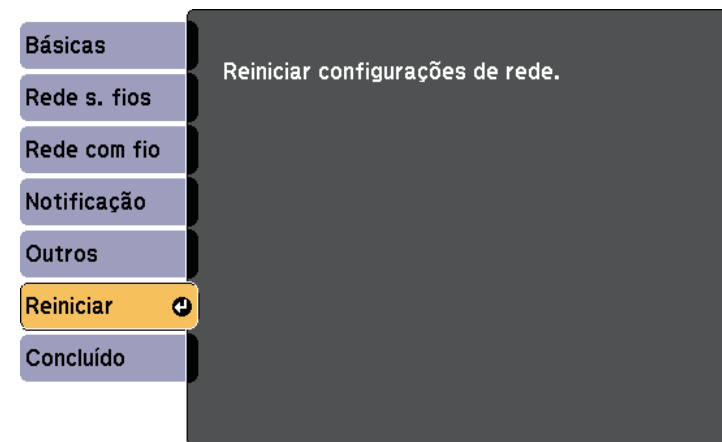 Básicas
Reiniciar configurações de rede.
Rede s. fios
Rede com fio
Notificação
Outros
Reiniciar
Concluído